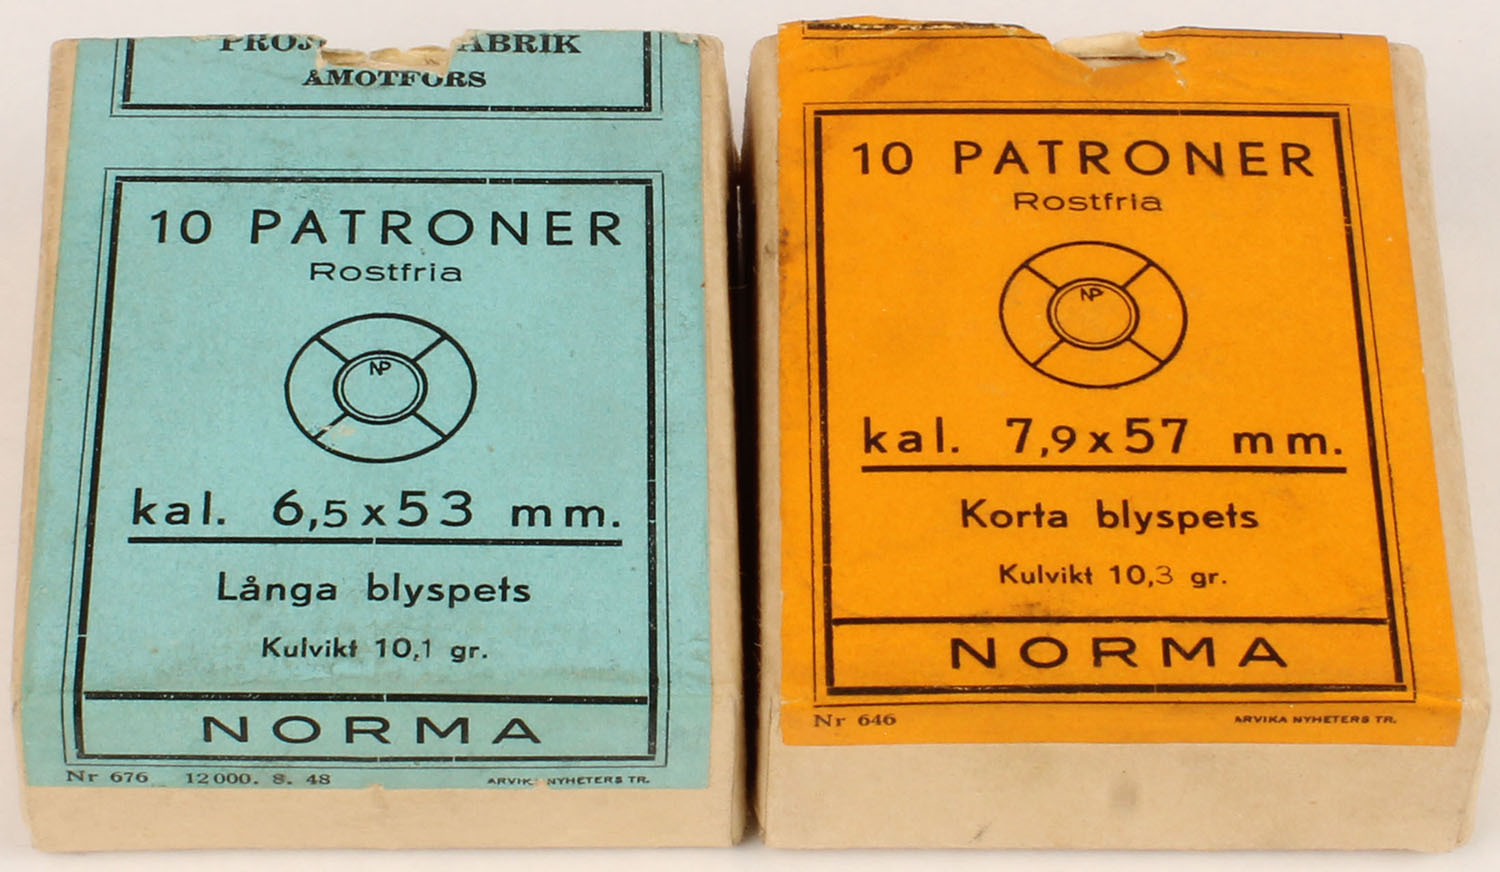 ABRIK
AMOTFORS
10 PATRONER
Rostfria
NP
kal. 6,5x53 mm.
Långa blyspets
Kulvikt 10,1 gr.
NORMA
Nr 676 12000. 8. 48
NYHETERS TR.
10 PATRONER
Rostfria
NP
kal. 7,9x57 mm.
Korta blyspets
Kulvikt 10,3 gr.
NORMA
Nr 646
ARVIKA NYHETERS TR.